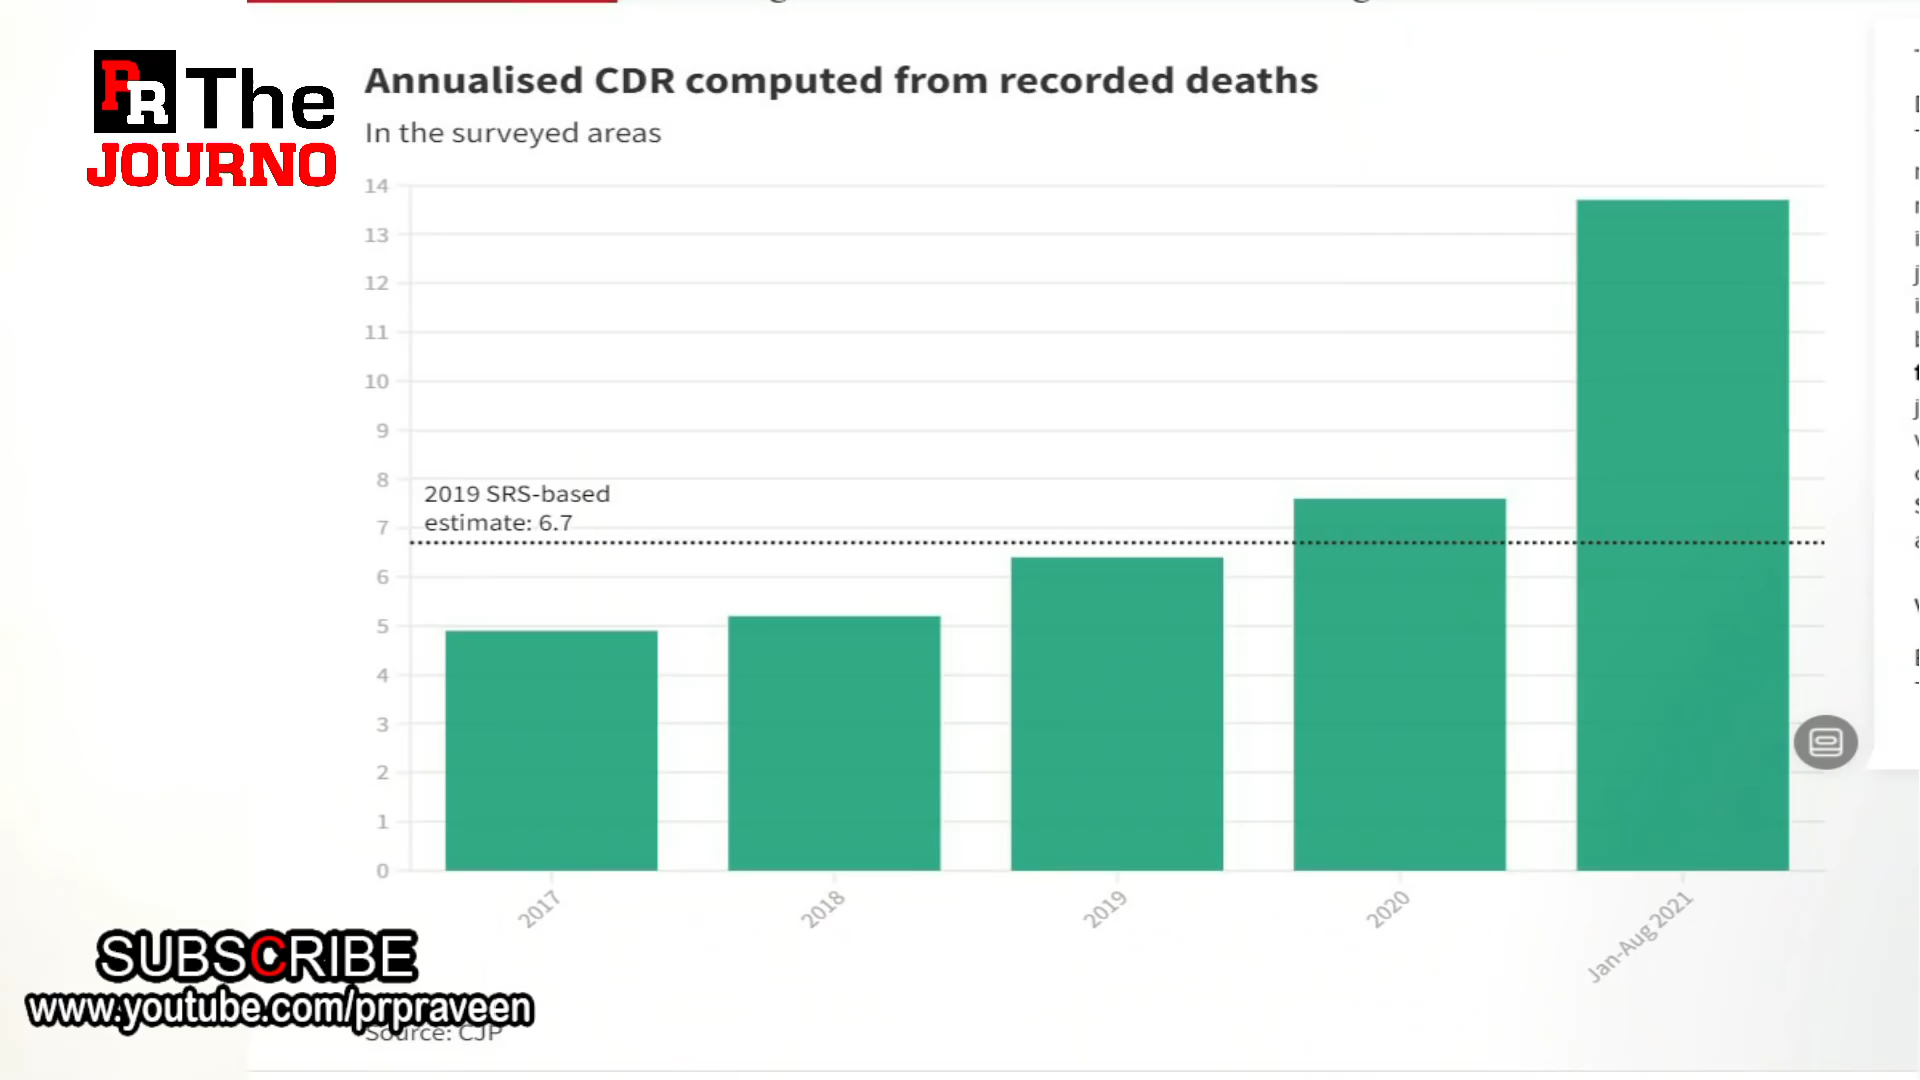 PR The
JOURNO
Annualised CDR computed from recorded deaths
In the surveyed areas
14
13
12
11
10
9
8
7
6
5
4
3
2
1
0
2019 SRS-based
estimate: 6.7
2017
2018
2019
2020
Jan-Aug 2021
SUBSCRIBE
www.youtube.com/prpraveen
Source: CJP